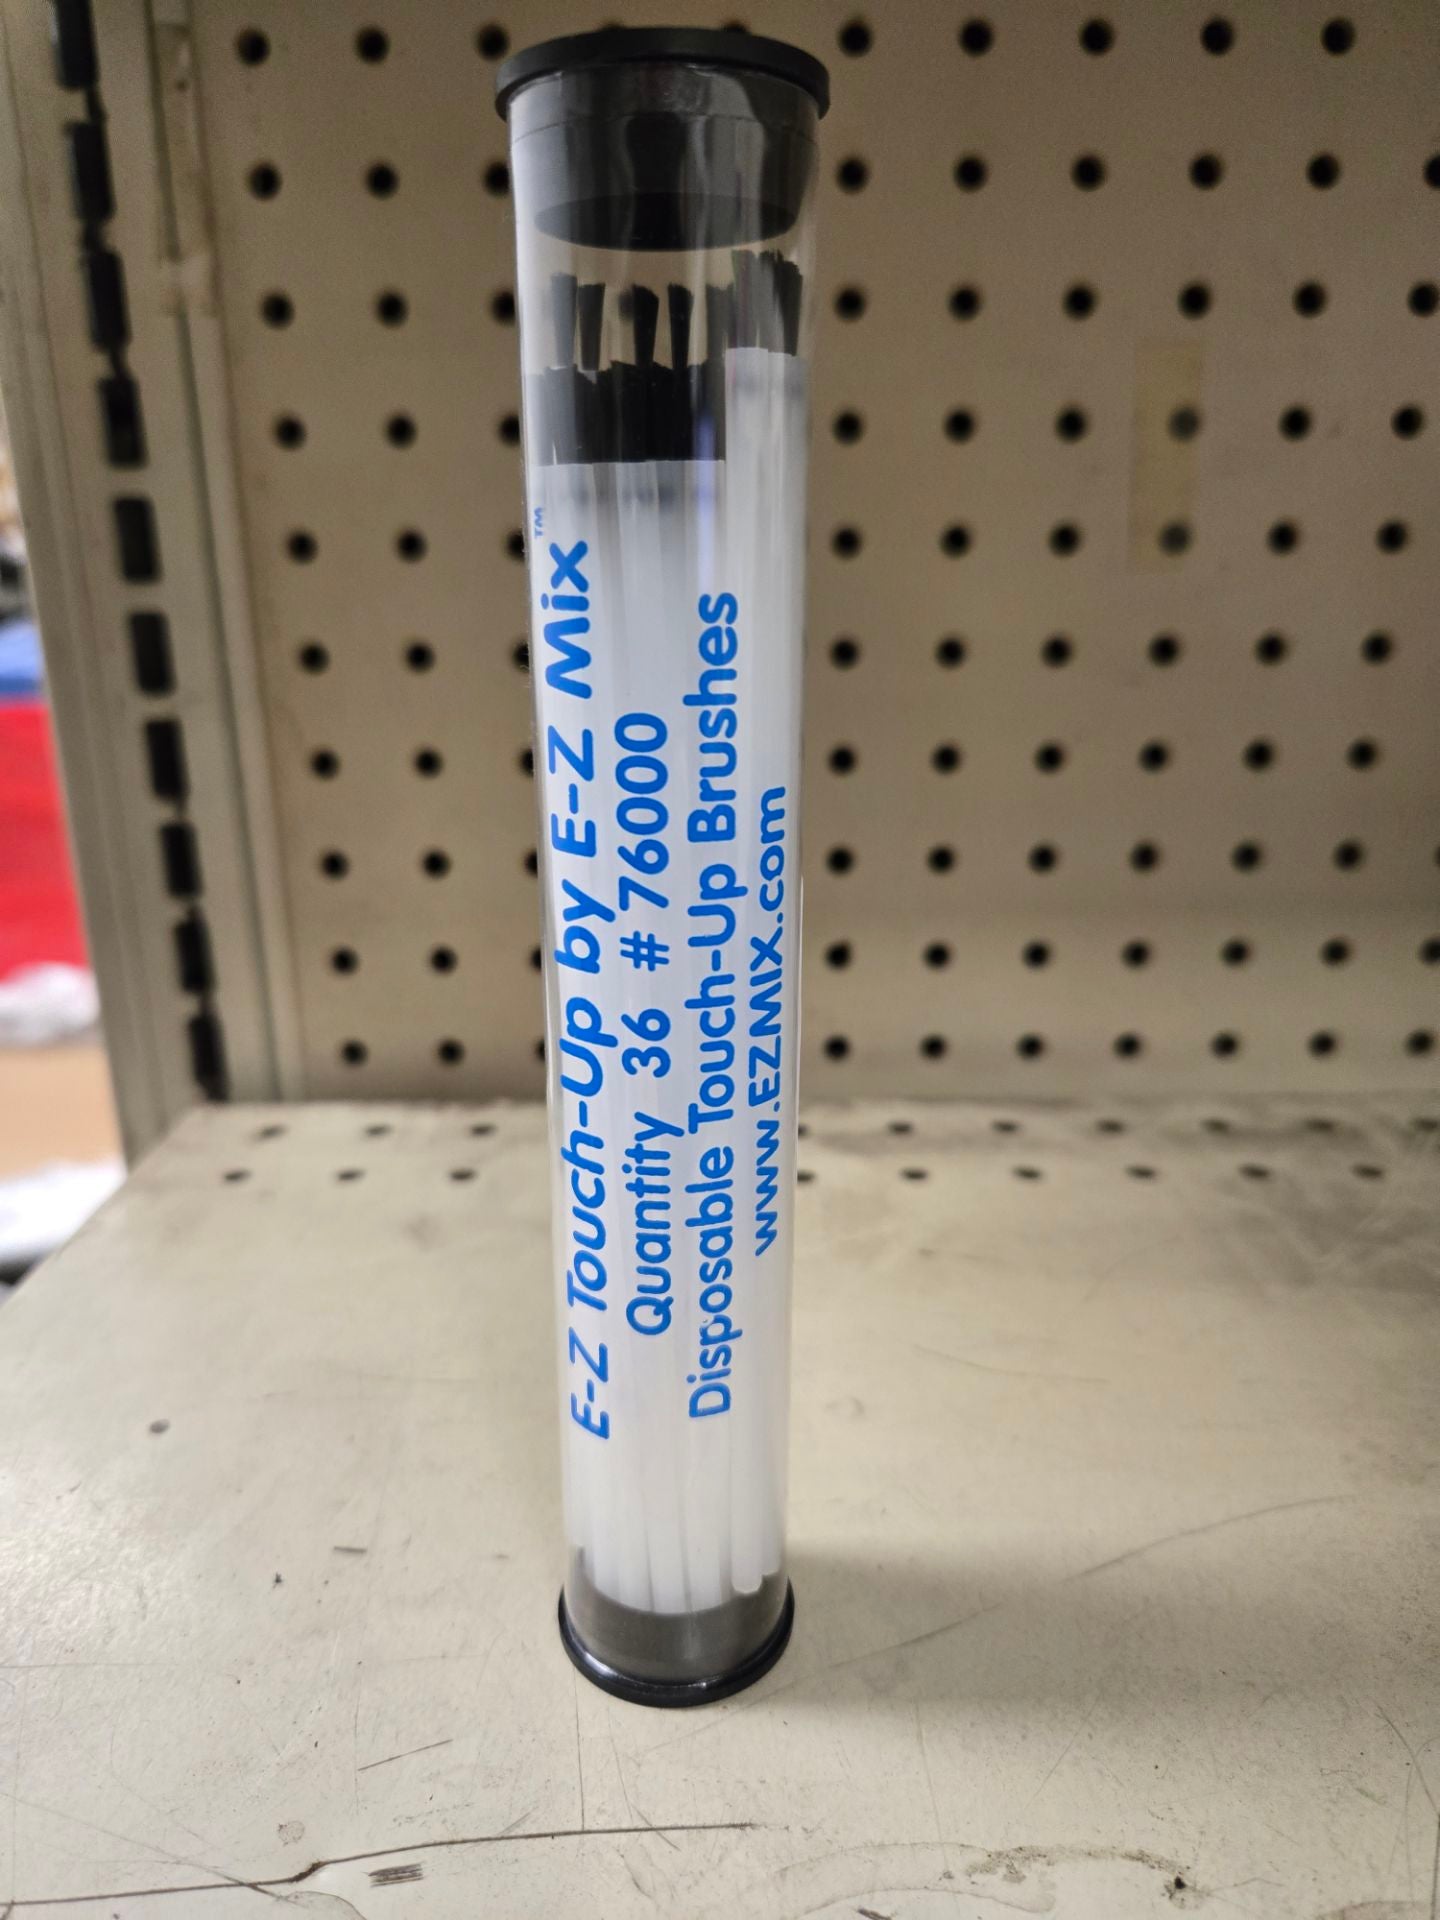 E-Z Touch-Up by E-Z Mix™
Quantity 36 # 76000
Disposable Touch-Up Brushes
www.EZMIX.com